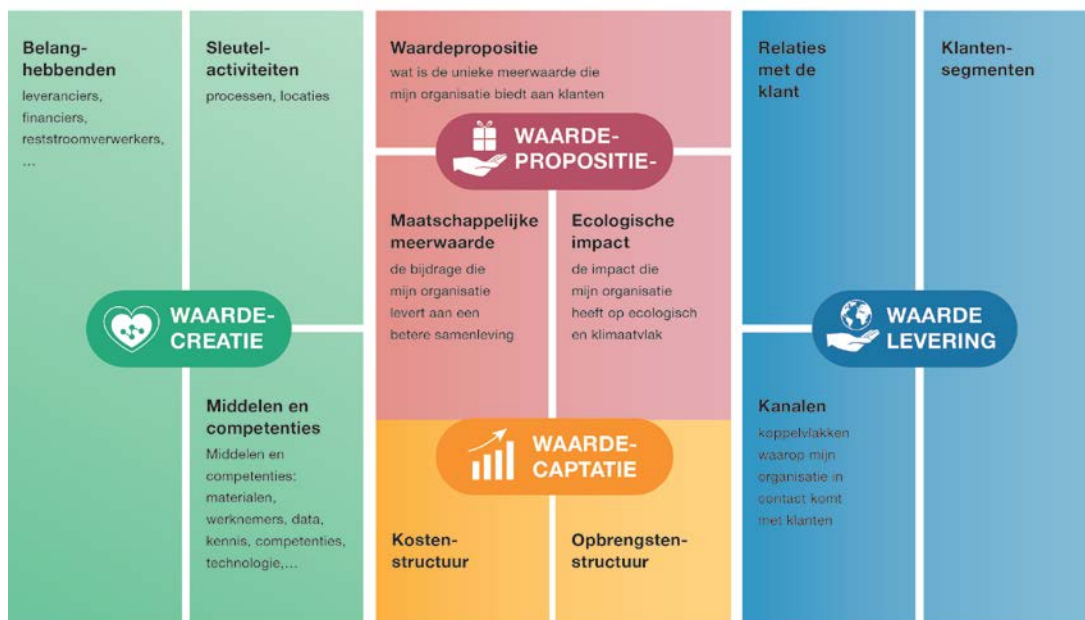 Belang-
hebbenden
leveranciers,
financiers,
reststroomverwerkers,
...
Sleutel-
activiteiten
processen, locaties
WAARDE-
CREATIE
Middelen en
competenties
Middelen en
competenties:
materialen,
werknemers, data,
kennis, competenties,
technologie,...
Waardepropositie
wat is de unieke meerwaarde die
mijn organisatie biedt aan klanten
WAARDE-
PROPOSITIE-
Maatschappelijke
meerwaarde
de bijdrage die
mijn organisatie
levert aan een
betere samenleving
Ecologische
impact
de impact die
mijn organisatie
heeft op ecologisch
en klimaatvlak
WAARDE-
CAPTATIE
Kosten-
structuur
Opbrengsten-
structuur
Relaties
met de
klant
Klanten-
segmenten
WAARDE
LEVERING
Kanalen
koppelvlakken
waarop mijn
organisatie in
contact komt
met klanten